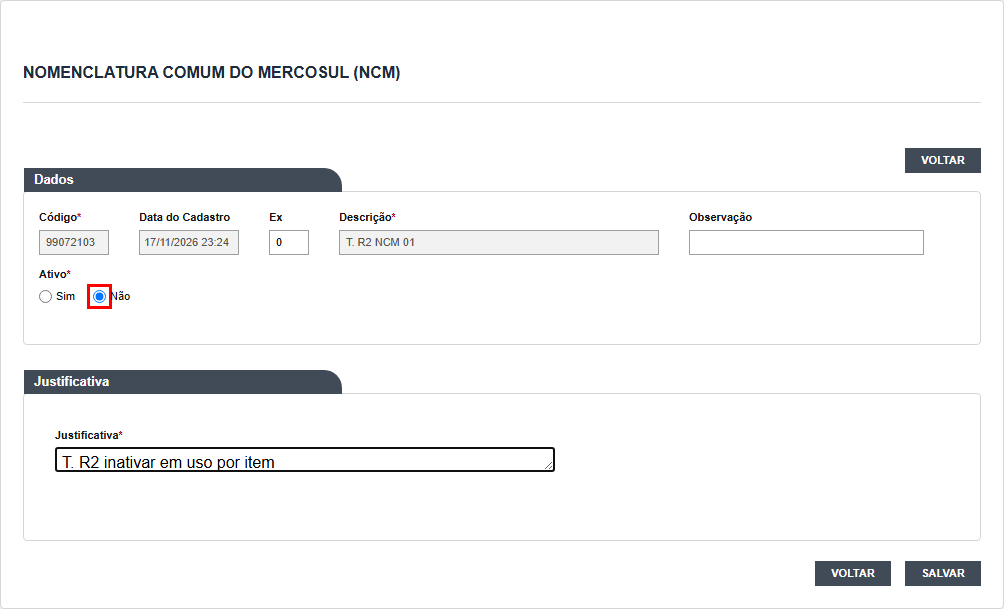 NOMENCLATURA COMUM DO MERCOSUL (NCM)
VOLTAR
Dados
Código* Data do Cadastro Ex Descrição* Observação
99072103 17/11/2026 23:24 0 T. R2 NCM 01
Ativo*
Sim Não
Justificativa
Justificativa*
T. R2 inativar em uso por item
VOLTAR SALVAR